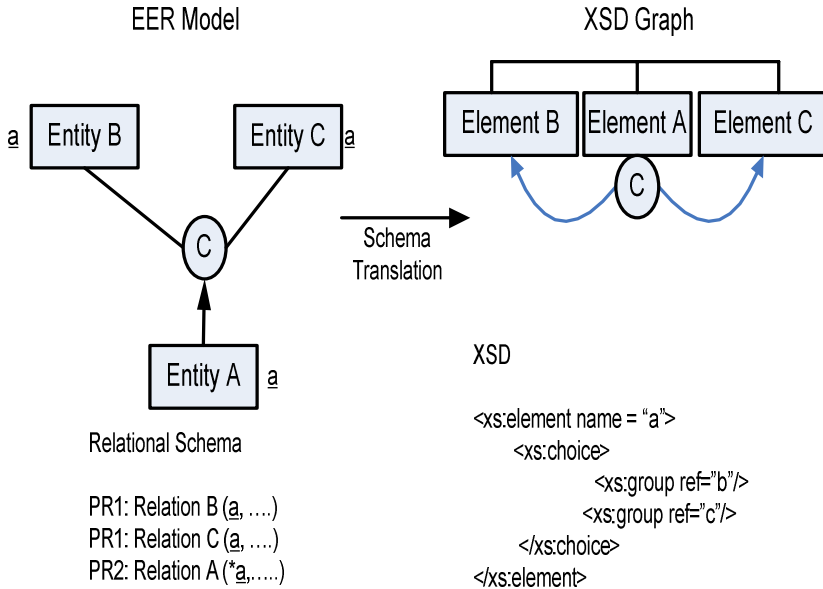 EER Model
a
Entity B
Entity C
a
C
Entity A
a
Relational Schema
PR1: Relation B (a, ….)
PR1: Relation C (a, ….)
PR2: Relation A (*a,…..)
Schema
Translation
XSD Graph
Element B
Element A
Element C
C
XSD
<xs:element name = “a”>
<xs:choice>
<xs:group ref=”b”/>
<xs:group ref=”c”/>
</xs:choice>
</xs:element>